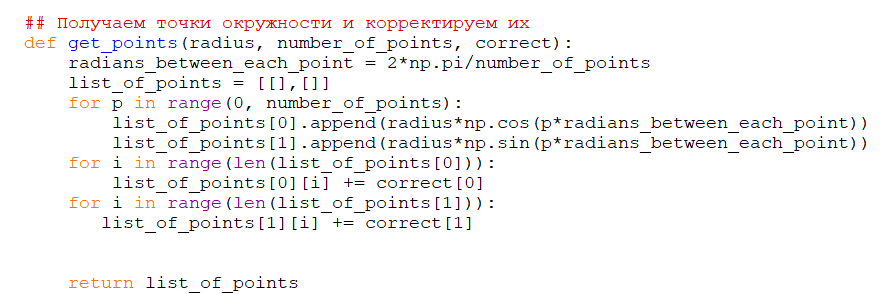 ## Получаем точки окружности и корректируем их
def get_points(radius, number_of_points, correct):
    radians_between_each_point = 2*np.pi/number_of_points
    list_of_points = [[],[]]
    for p in range(0, number_of_points):
        list_of_points[0].append(radius*np.cos(p*radians_between_each_point))
        list_of_points[1].append(radius*np.sin(p*radians_between_each_point))
    for i in range(len(list_of_points[0])):
        list_of_points[0][i] += correct[0]
    for i in range(len(list_of_points[1])):
       list_of_points[1][i] += correct[1]
    return list_of_points